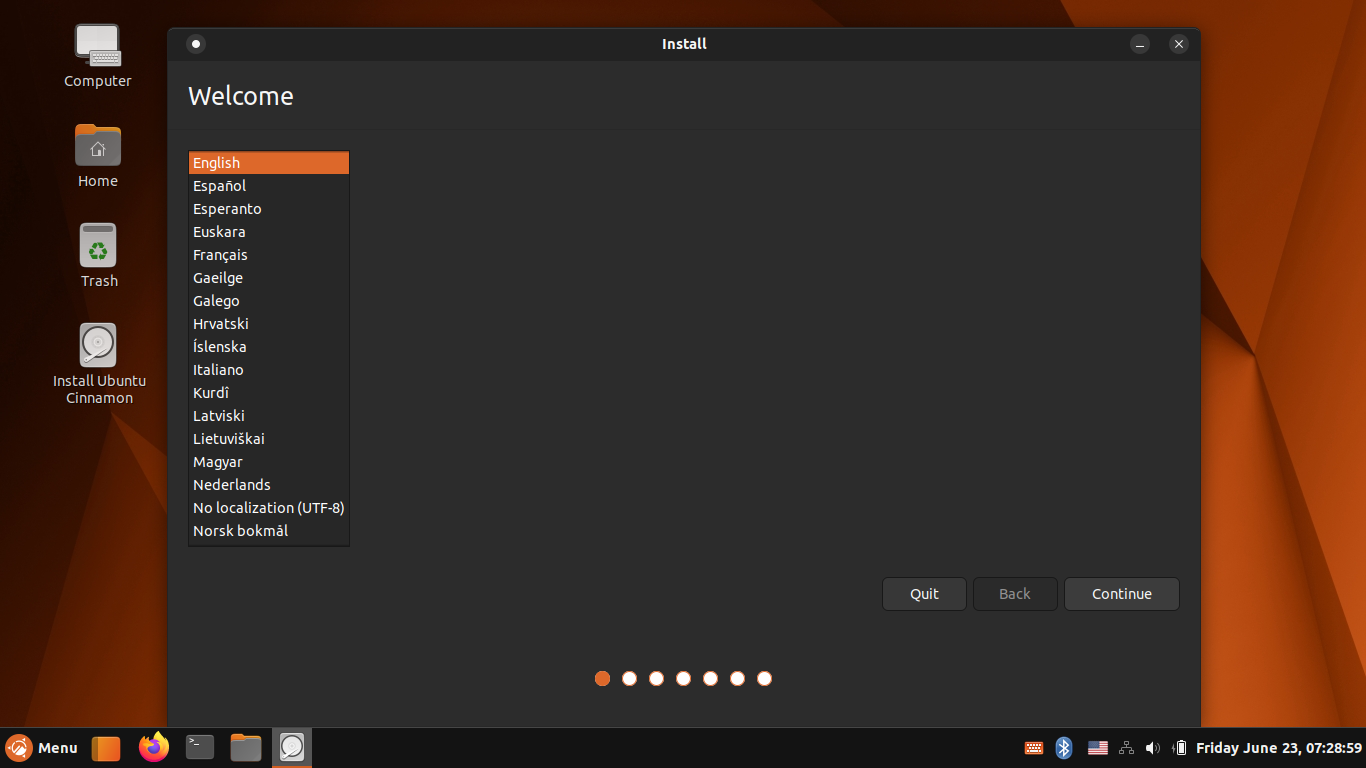 Computer
Home
Trash
Install Ubuntu
Cinnamon
Install
Welcome
English
Español
Esperanto
Euskara
Français
Gaeilge
Galego
Hrvatski
Íslenska
Italiano
Kurdî
Latviski
Lietuviškai
Magyar
Nederlands
No localization (UTF-8)
Norsk bokmål
Quit
Back
Continue
Menu
Friday June 23, 07:28:59